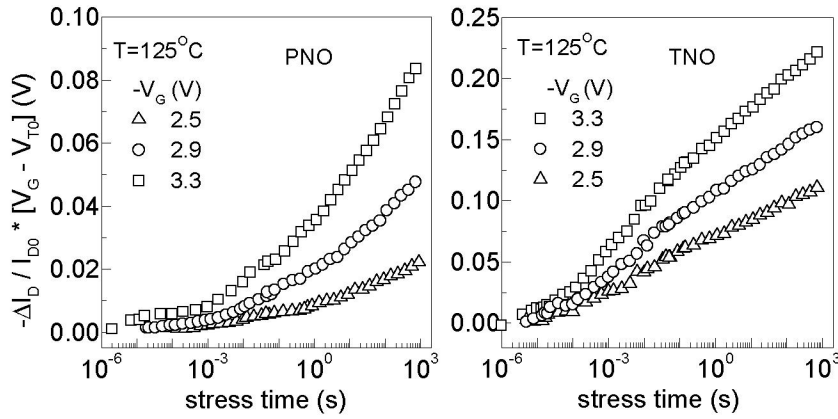 -ΔI_D / I_D0 * [V_G - V_T0] (V)
0.10
0.08
0.06
0.04
0.02
0.00
T=125°C
PNO
-V_G (V)
2.5
2.9
3.3
10^-6
10^-3
10^0
10^3
stress time (s)
0.25
0.20
0.15
0.10
0.05
0.00
T=125°C
TNO
-V_G (V)
3.3
2.9
2.5
10^-6
10^-3
10^0
10^3
stress time (s)